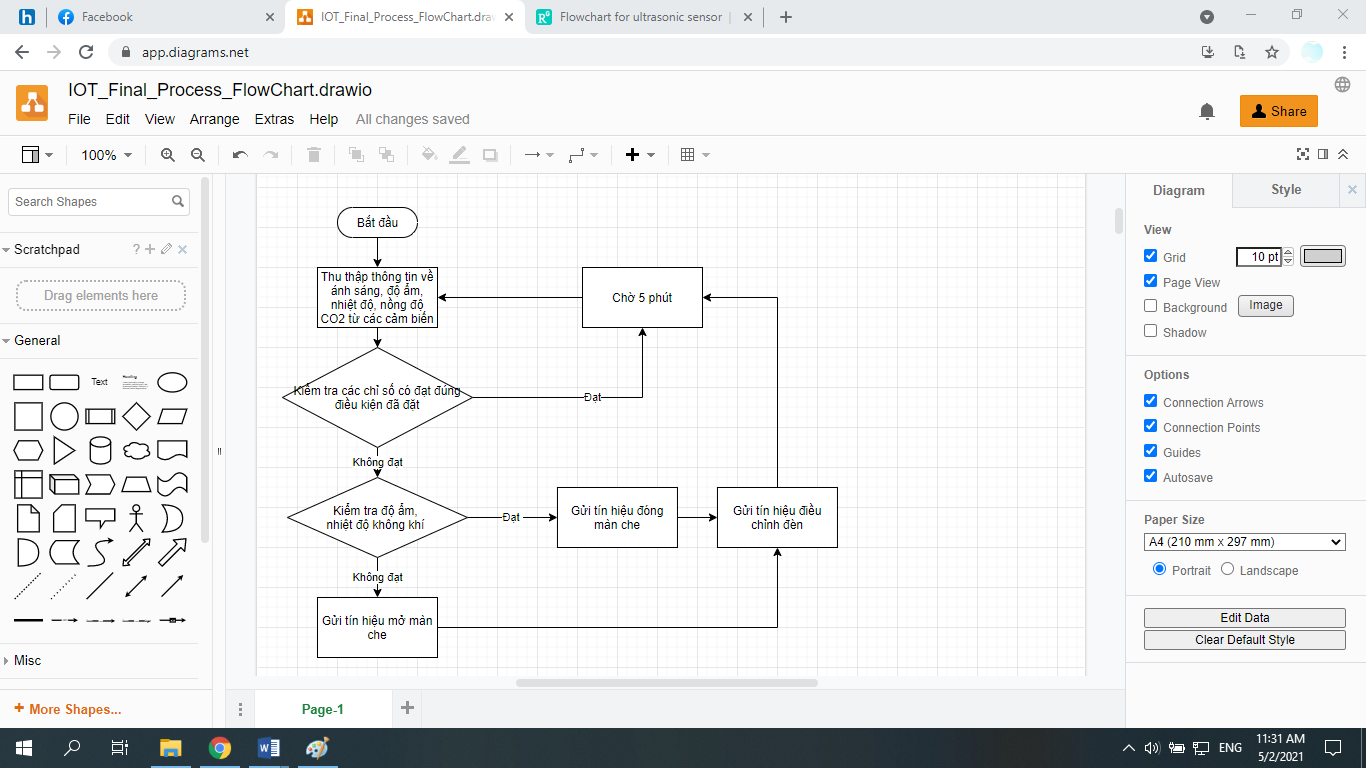 Facebook
IOT_Final_Process_FlowChart.draw
Flowchart for ultrasonic sensor
app.diagrams.net
IOT_Final_Process_FlowChart.drawio
File Edit View Arrange Extras Help All changes saved
Share
100%
Search Shapes
Scratchpad
Drag elements here
General
Text
Heading
Misc
+ More Shapes...
Bắt đầu
Thu thập thông tin về
ánh sáng, độ ẩm,
nhiệt độ, nồng độ
CO2 từ các cảm biến
Chờ 5 phút
Kiểm tra các chỉ số có đạt đúng
điều kiện đã đặt
Đạt
Không đạt
Kiểm tra độ ẩm,
nhiệt độ không khí
Đạt
Gửi tín hiệu đóng
màn che
Gửi tín hiệu điều
chỉnh đèn
Không đạt
Gửi tín hiệu mở màn
che
Diagram
Style
View
Grid 10 pt
Page View
Background Image
Shadow
Options
Connection Arrows
Connection Points
Guides
Autosave
Paper Size
A4 (210 mm x 297 mm)
Portrait Landscape
Edit Data
Clear Default Style
Page-1
ENG
11:31 AM
5/2/2021